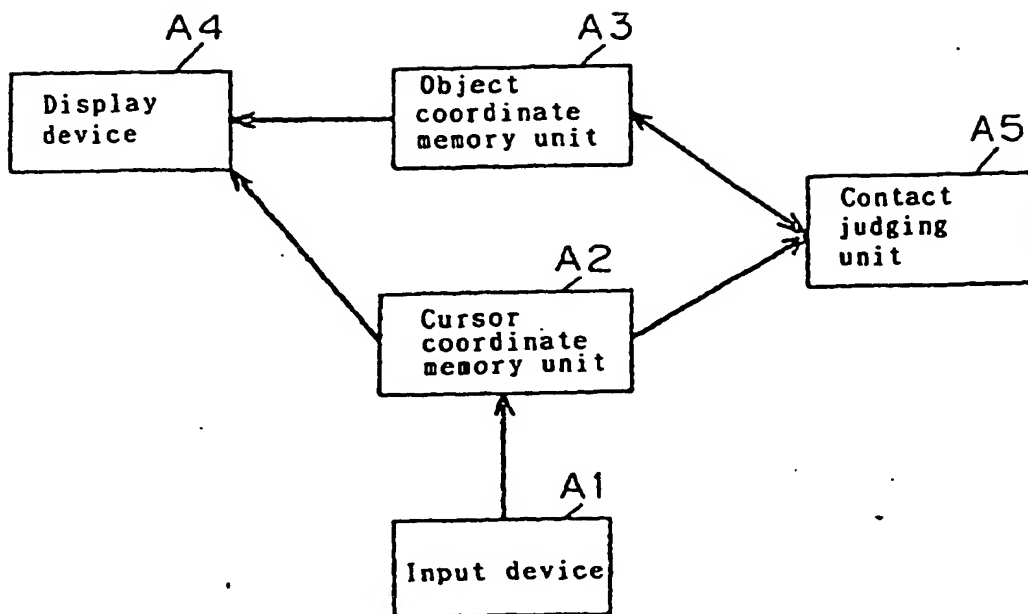 A4
Display
device
A3
Object
coordinate
memory unit
A5
Contact
judging
unit
A2
Cursor
coordinate
memory unit
A1
Input device